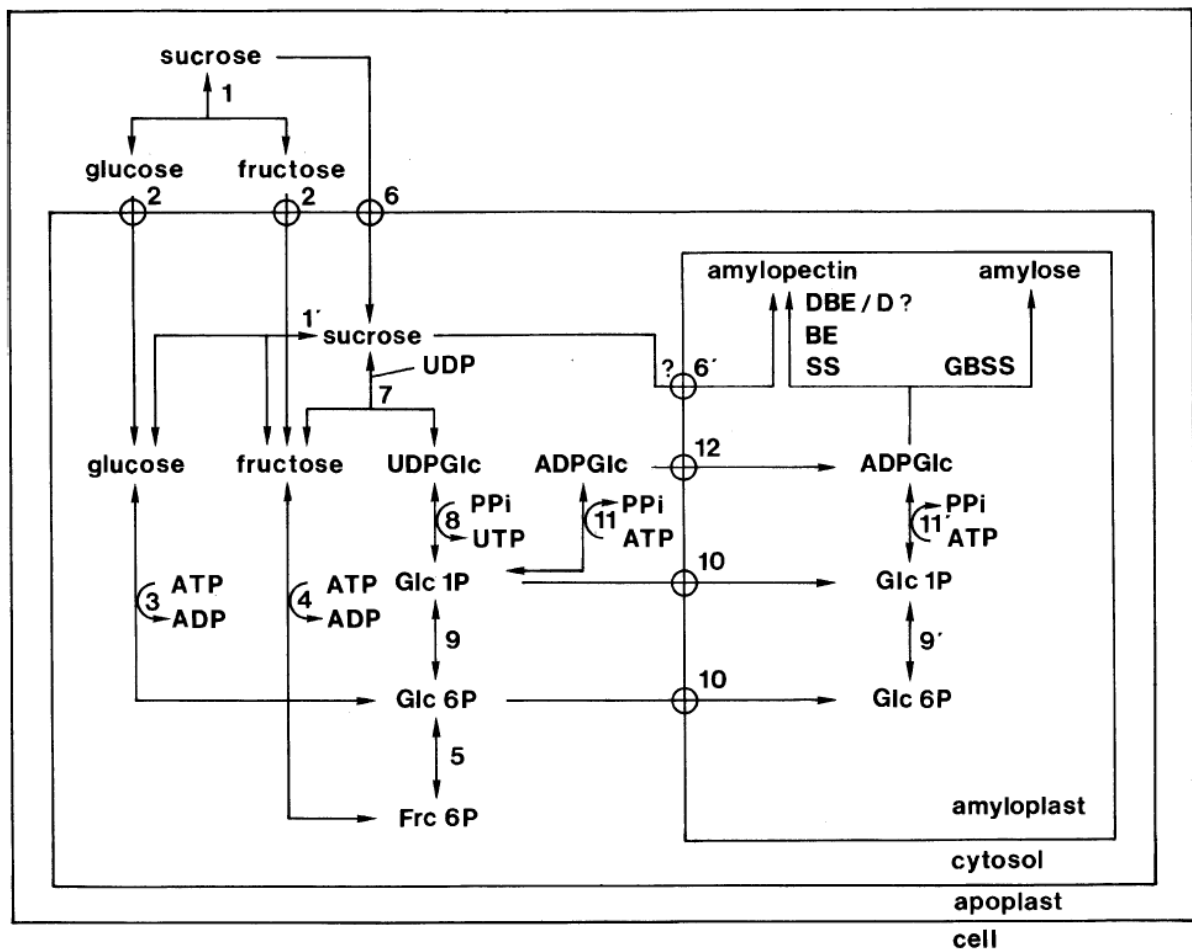 sucrose
1
glucose fructose
2 2 6
amylopectin amylose
DBE / D ?
1´ BE
sucrose SS GBSS
UDP ? 6´
7
12
glucose fructose UDPGlc ADPGlc ADPGlc
PPi PPi PPi
8 11 11´
UTP ATP ATP
10
Glc 1P Glc 1P
ATP ATP
3 4
ADP ADP
9 9´
10
Glc 6P Glc 6P
5
Frc 6P
amyloplast
cytosol
apoplast
cell